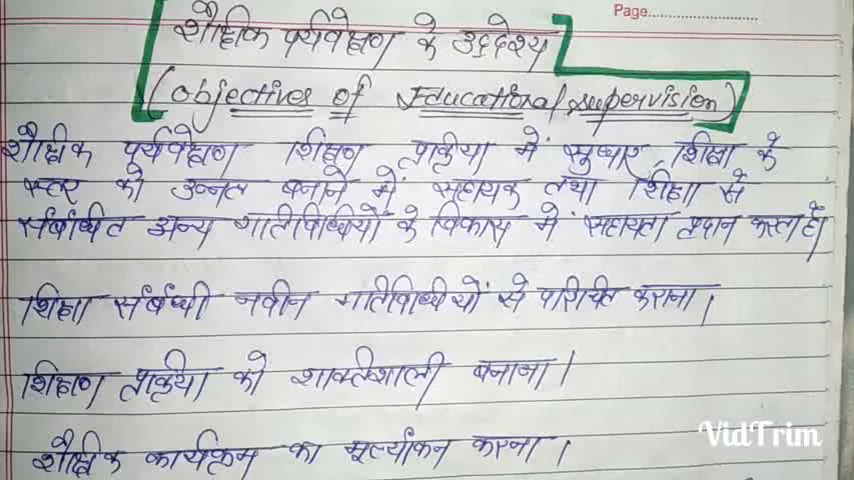 Page..............................
शैक्षिक पर्यवेक्षण के उद्देश्य
(Objectives of Educational supervision)
शैक्षिक पर्यवेक्षण शिक्षण प्रक्रिया में सुधार, शिक्षा के
स्तर को उन्नत बनाने में सहायक तथा शिक्षा से
संबंधित अन्य गतिविधियों के विकास में सहायता प्रदान करता है।
शिक्षा संबंधी नवीन गतिविधियों से परिचित कराना।
शिक्षण प्रक्रिया को शक्तिशाली बनाना।
शैक्षिक कार्यक्रम का मूल्यांकन करना।
VidTrim